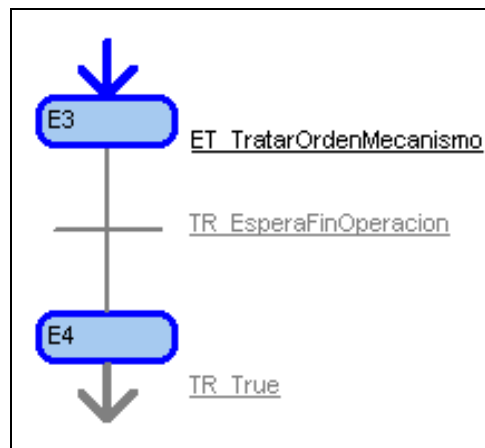 E3
ET_TratarOrdenMecanismo
TR_EsperaFinOperacion
E4
TR_True